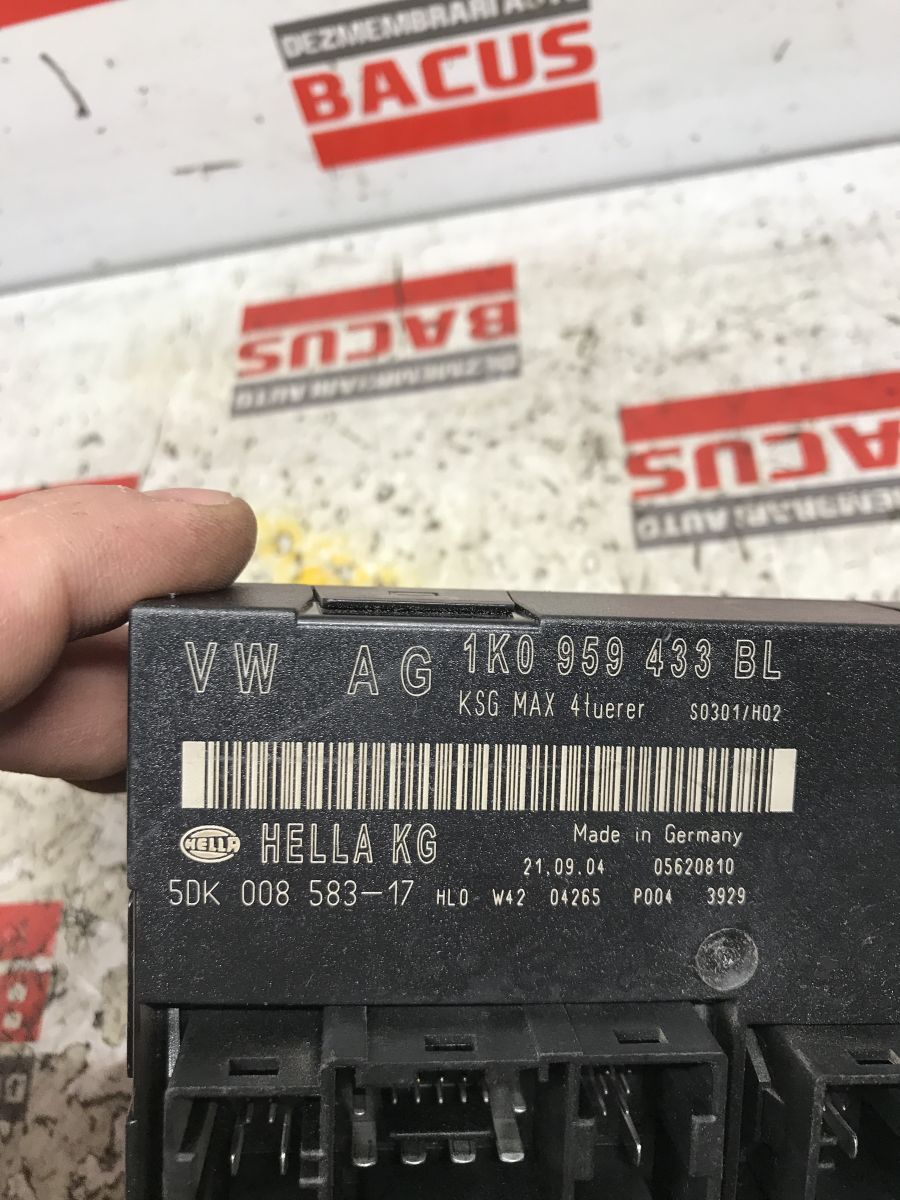 DEZMEMBRARI AUTO
BACUS
BACUS
DEZMEMBRARI AUTO
BACUS
DEZMEMBRARI AUTO
VW AG 1K0 959 433 BL
KSG MAX 4tuerer S0301/H02
HELLA HELLA KG Made in Germany
21.09.04 05620810
5DK 008 583-17 HL0 W42 04265 P004 3929